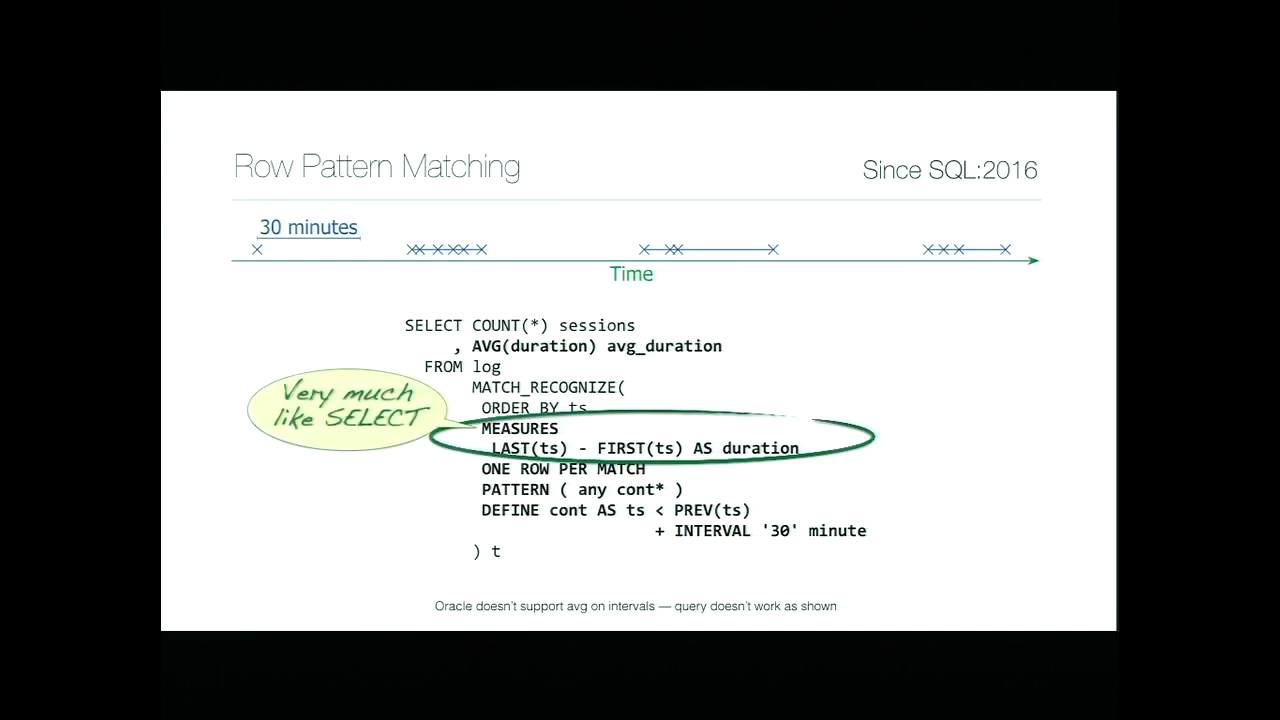 Row Pattern Matching
Since SQL:2016
30 minutes
Time
SELECT COUNT(*) sessions
, AVG(duration) avg_duration
FROM log
MATCH_RECOGNIZE(
ORDER BY ts
Very much
like SELECT
MEASURES
LAST(ts) - FIRST(ts) AS duration
ONE ROW PER MATCH
PATTERN ( any cont* )
DEFINE cont AS ts < PREV(ts)
+ INTERVAL '30' minute
) t
Oracle doesn't support avg on intervals — query doesn't work as shown